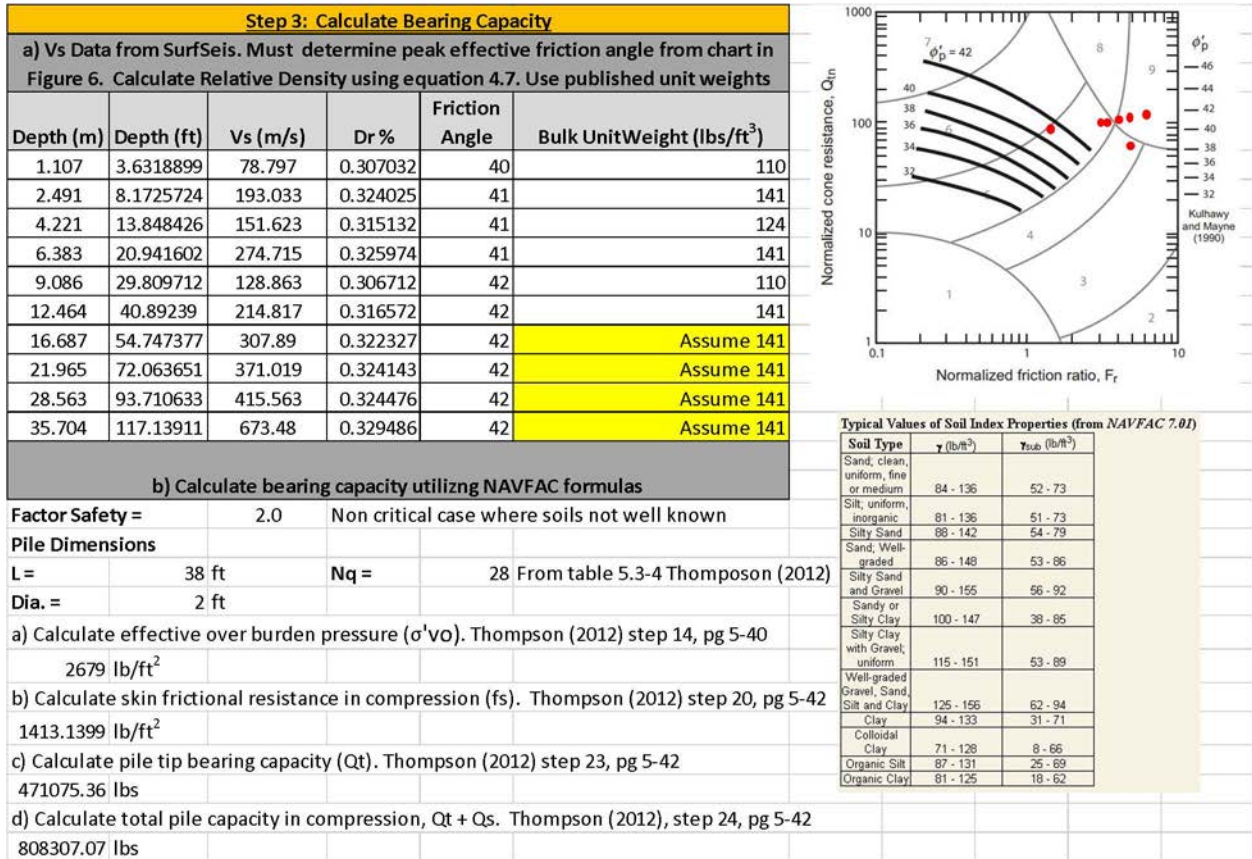 Step 3: Calculate Bearing Capacity
a) Vs Data from SurfSeis. Must determine peak effective friction angle from chart in
Figure 6. Calculate Relative Density using equation 4.7. Use published unit weights
Depth (m) Depth (ft) Vs (m/s) Dr % Friction Angle Bulk UnitWeight (lbs/ft³)
1.107 3.6318899 78.797 0.307032 40 110
2.491 8.1725724 193.033 0.324025 41 141
4.221 13.848426 151.623 0.315132 41 124
6.383 20.941602 274.715 0.325974 41 141
9.086 29.809712 128.863 0.306712 42 110
12.464 40.89239 214.817 0.316572 42 141
16.687 54.747377 307.89 0.322327 42 Assume 141
21.965 72.063651 371.019 0.324143 42 Assume 141
28.563 93.710633 415.563 0.324476 42 Assume 141
35.704 117.13911 673.48 0.329486 42 Assume 141
b) Calculate bearing capacity utilizng NAVFAC formulas
Factor Safety = 2.0 Non critical case where soils not well known
Pile Dimensions
L = 38 ft Nq = 28 From table 5.3-4 Thomposon (2012)
Dia. = 2 ft
a) Calculate effective over burden pressure (σ'vo). Thompson (2012) step 14, pg 5-40
2679 lb/ft²
b) Calculate skin frictional resistance in compression (fs). Thompson (2012) step 20, pg 5-42
1413.1399 lb/ft²
c) Calculate pile tip bearing capacity (Qt). Thompson (2012) step 23, pg 5-42
471075.36 lbs
d) Calculate total pile capacity in compression, Qt + Qs. Thompson (2012), step 24, pg 5-42
808307.07 lbs
Normalized cone resistance, Qtn
1000
100
10
1
0.1 1 10
Normalized friction ratio, Fr
7
ϕ'p = 42
40
38
36
34
32
8
9
6
5
4
3
1
2
ϕ'p
46
44
42
40
38
36
34
32
Kulhawy
and Mayne
(1990)
Typical Values of Soil Index Properties (from NAVFAC 7.01)
Soil Type γ (lb/ft³) γsub (lb/ft³)
Sand; clean,
uniform, fine
or medium 84 - 136 52 - 73
Silt; uniform,
inorganic 81 - 136 51 - 73
Silty Sand 88 - 142 54 - 79
Sand; Well-
graded 86 - 148 53 - 86
Silty Sand
and Gravel 90 - 155 56 - 92
Sandy or
Silty Clay 100 - 147 38 - 85
Silty Clay
with Gravel;
uniform 115 - 151 53 - 89
Well-graded
Gravel, Sand,
Silt and Clay 125 - 156 62 - 94
Clay 94 - 133 31 - 71
Colloidal
Clay 71 - 128 8 - 66
Organic Silt 87 - 131 25 - 69
Organic Clay 81 - 125 18 - 62